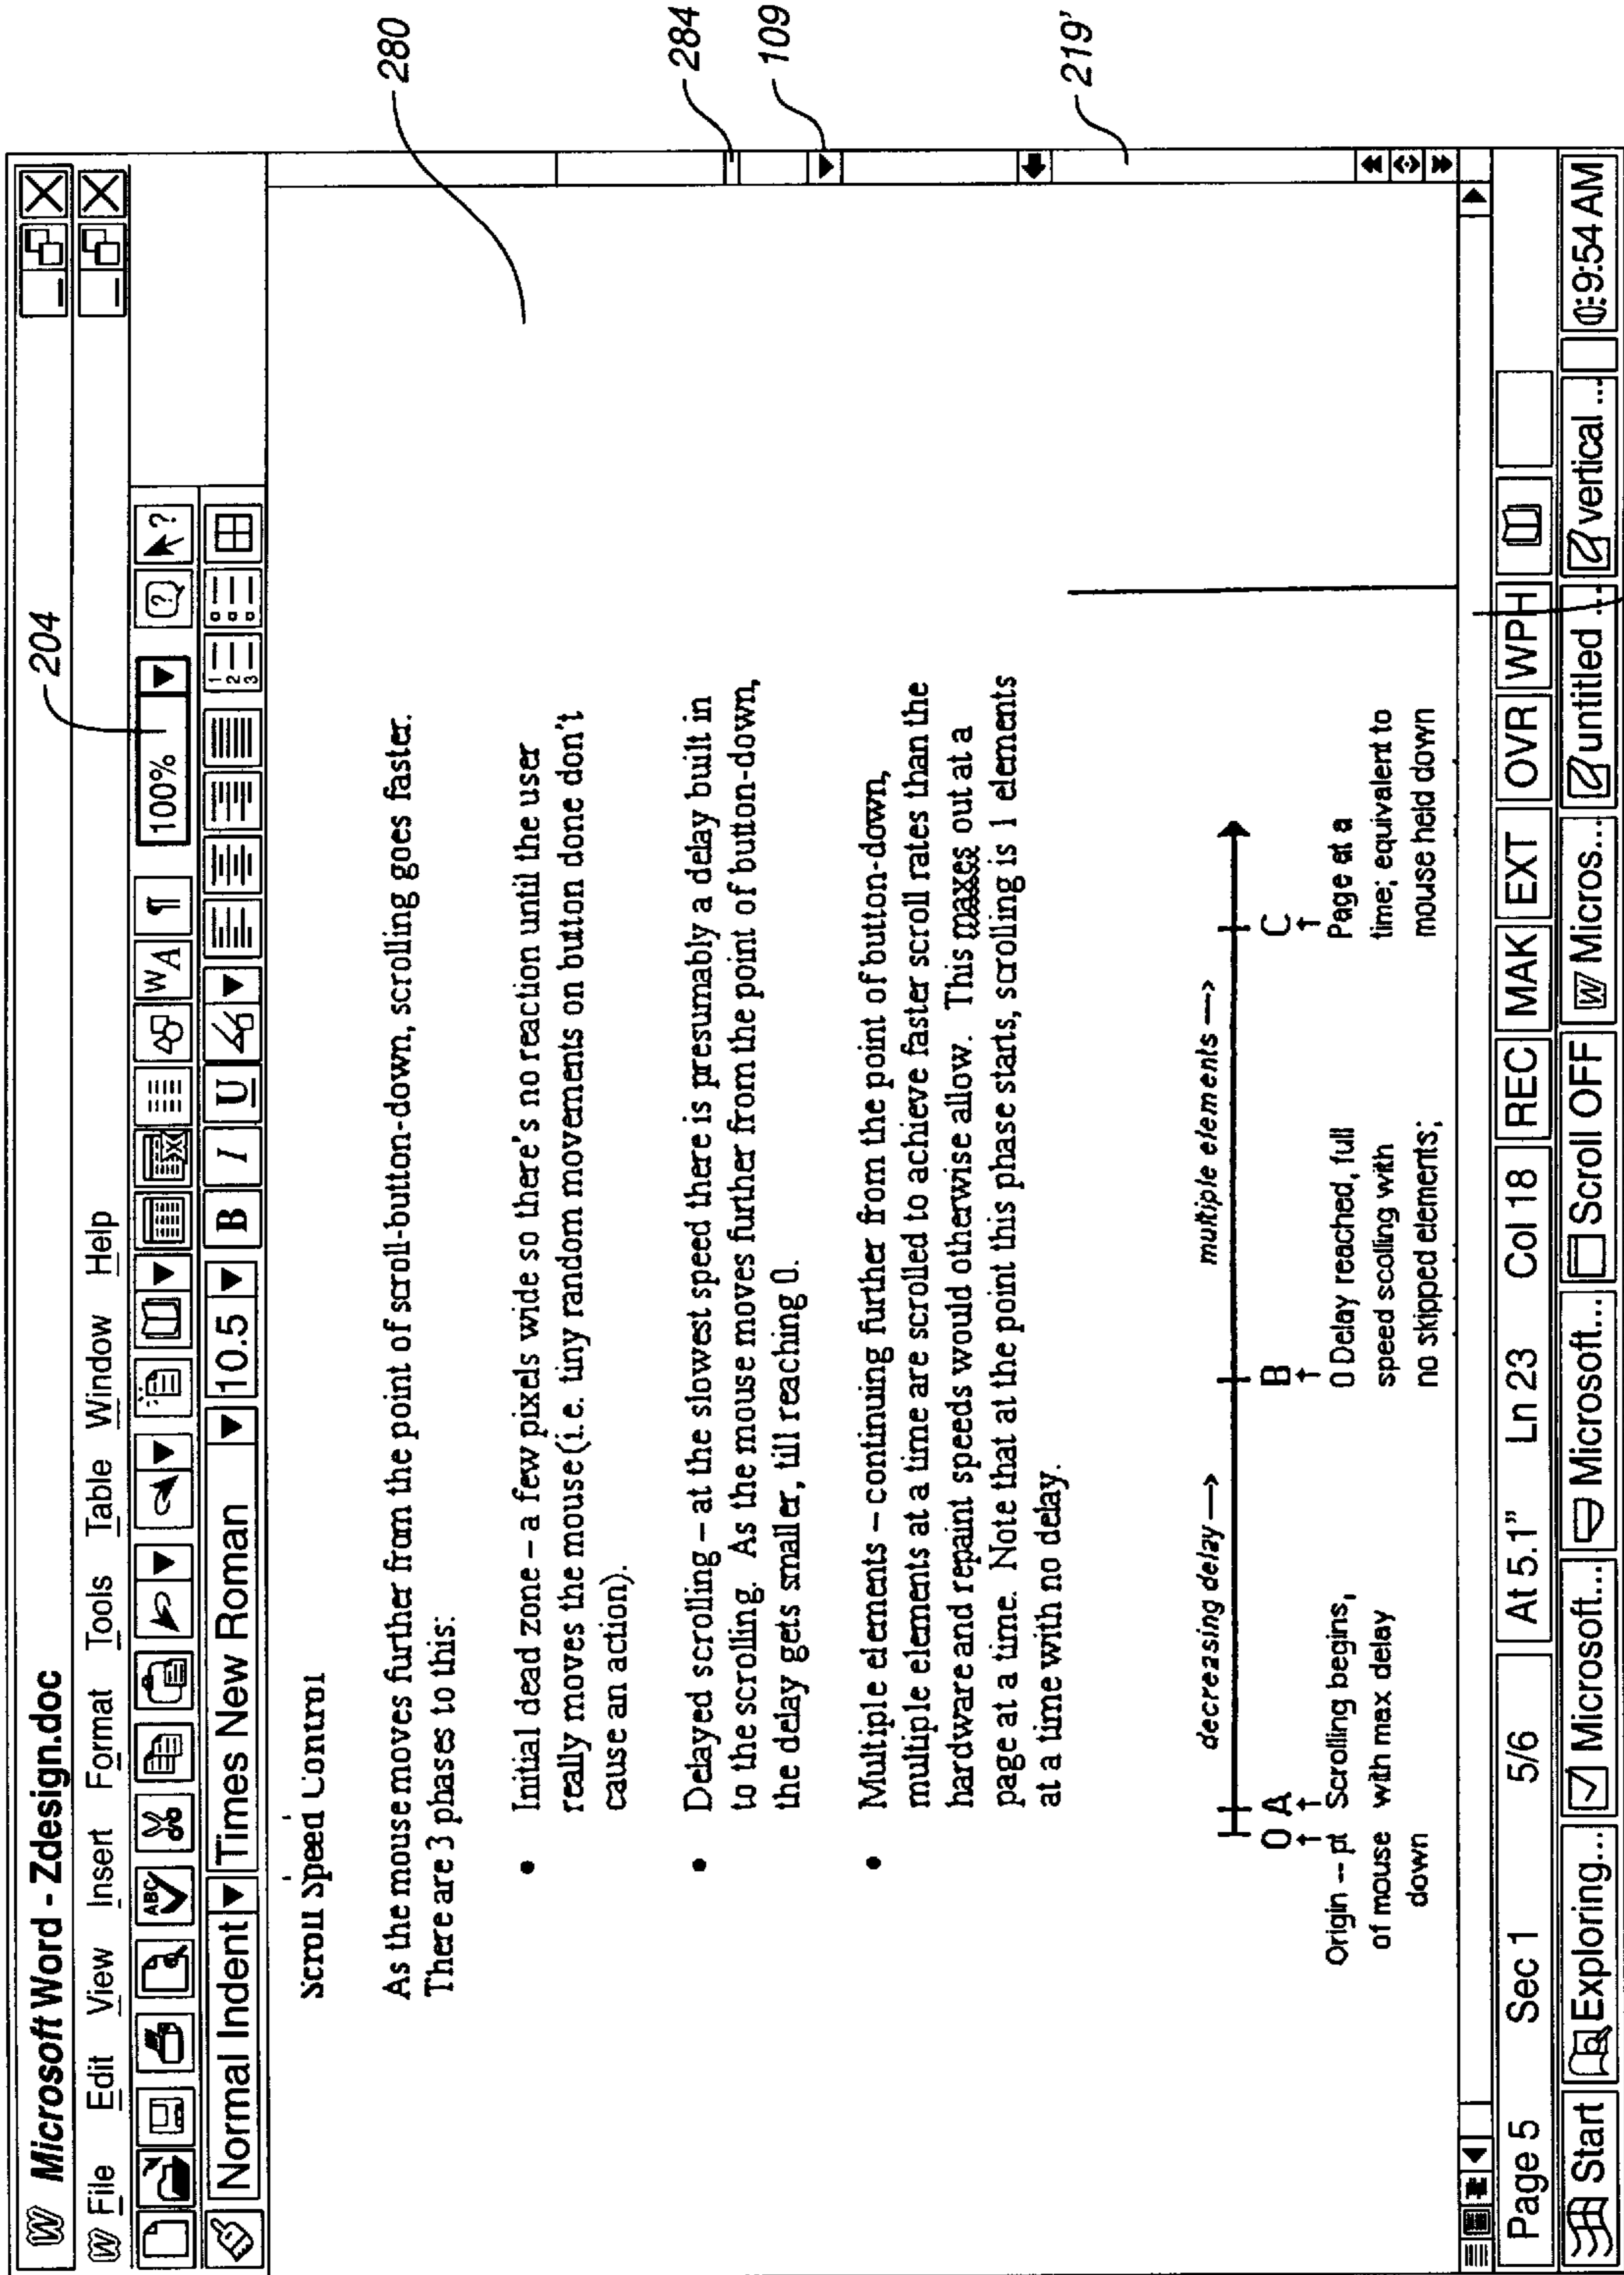 Microsoft Word - Zdesign.doc
File Edit View Insert Format Tools Table Window Help
204
100%
Normal Indent Times New Roman 10.5 B I U
280
Scroll Speed Control
As the mouse moves further from the point of scroll-button-down, scrolling goes faster.
There are 3 phases to this:
• Initial dead zone – a few pixels wide so there's no reaction until the user
really moves the mouse (i.e. tiny random movements on button done don't
cause an action).
284
• Delayed scrolling – at the slowest speed there is presumably a delay built in
to the scrolling. As the mouse moves further from the point of button-down,
the delay gets smaller, till reaching 0.
109
• Multiple elements – continuing further from the point of button-down,
multiple elements at a time are scrolled to achieve faster scroll rates than the
hardware and repaint speeds would otherwise allow. This maxes out at a
page at a time. Note that at the point this phase starts, scrolling is 1 elements
at a time with no delay.
219'
decreasing delay —> multiple elements —>
O A B C
Origin -- pt Scrolling begins, 0 Delay reached, full Page at a
of mouse with max delay speed scolling with time; equivalent to
down no skipped elements; mouse held down
Page 5 Sec 1 5/6 At 5.1" Ln 23 Col 18 REC MAK EXT OVR WPH
Start Exploring... Microsoft... Microsoft... Scroll OFF Micros... untitled ... vertical ... 9:54 AM